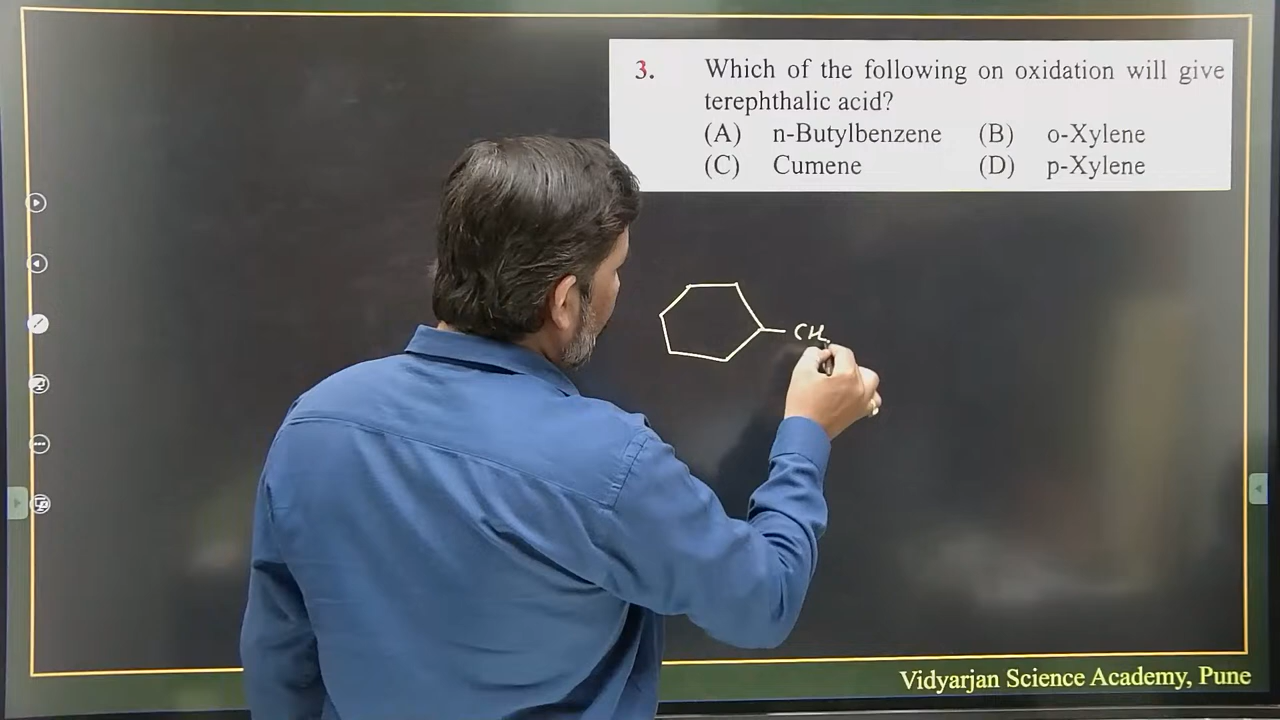 3. Which of the following on oxidation will give
terephthalic acid?
(A) n-Butylbenzene (B) o-Xylene
(C) Cumene (D) p-Xylene
CH
Vidyarjan Science Academy, Pune